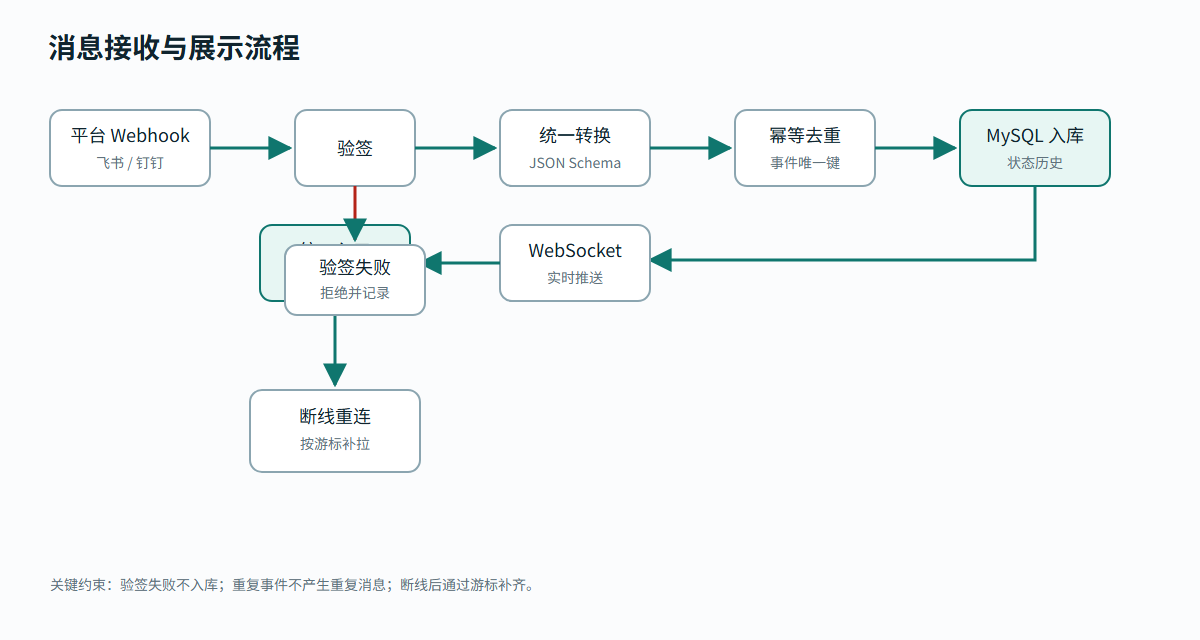 消息接收与展示流程
平台 Webhook
飞书 / 钉钉
验签
统一转换
JSON Schema
幂等去重
事件唯一键
MySQL 入库
状态历史
验签失败
拒绝并记录
WebSocket
实时推送
断线重连
按游标补拉
关键约束：验签失败不入库；重复事件不产生重复消息；断线后通过游标补齐。